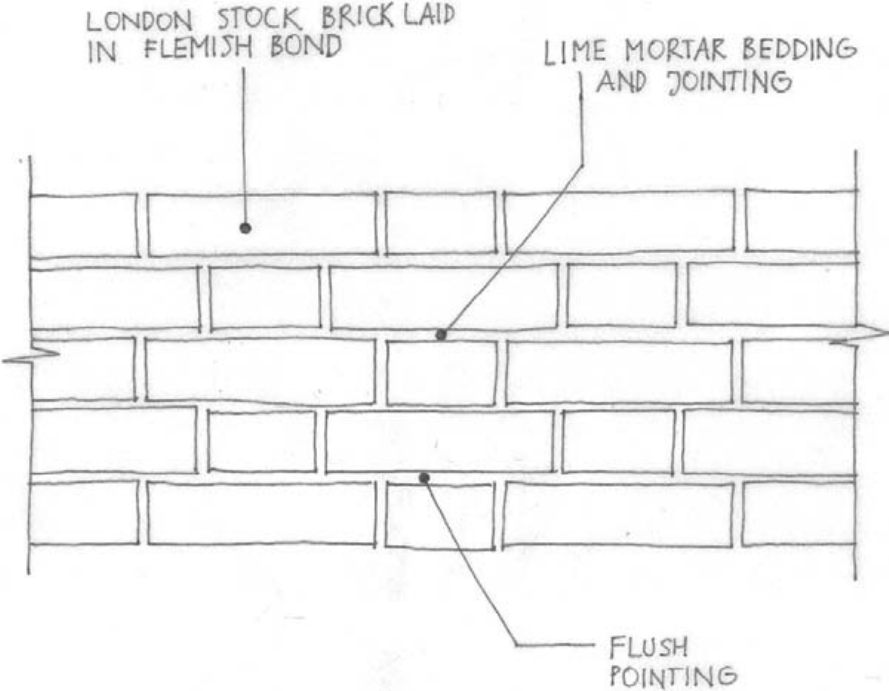 LONDON STOCK BRICK LAID
IN FLEMISH BOND
LIME MORTAR BEDDING
AND JOINTING
FLUSH
POINTING